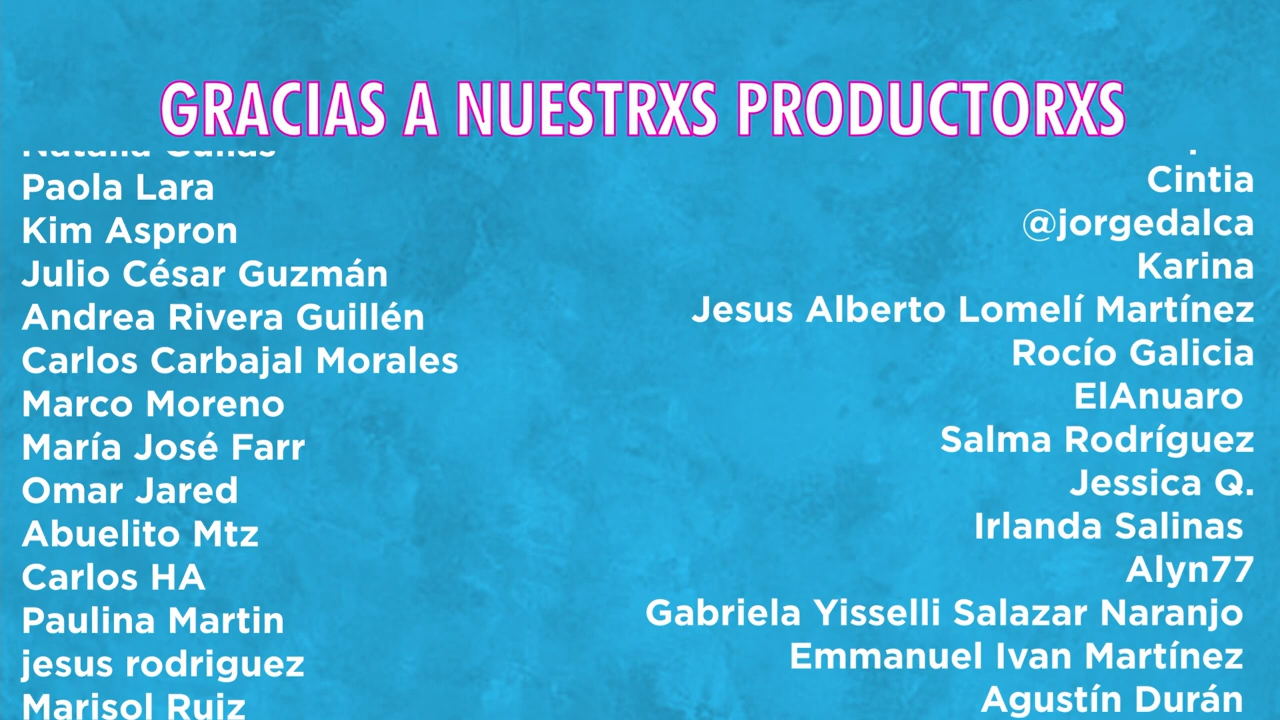 GRACIAS A NUESTRXS PRODUCTORXS
Paola Lara
Kim Aspron
Julio César Guzmán
Andrea Rivera Guillén
Carlos Carbajal Morales
Marco Moreno
María José Farr
Omar Jared
Abuelito Mtz
Carlos HA
Paulina Martin
jesus rodriguez
Marisol Ruiz
Cintia
@jorgedalca
Karina
Jesus Alberto Lomelí Martínez
Rocío Galicia
ElAnuaro
Salma Rodríguez
Jessica Q.
Irlanda Salinas
Alyn77
Gabriela Yisselli Salazar Naranjo
Emmanuel Ivan Martínez
Agustín Durán